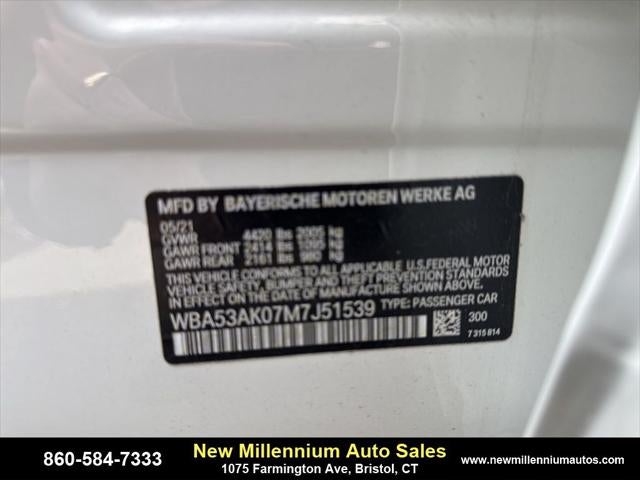 MFD BY BAYERISCHE MOTOREN WERKE AG
05/21
GVWR 4420 lbs 2005 kg
GAWR FRONT 2414 lbs 1095 kg
GAWR REAR 2161 lbs 980 kg
THIS VEHICLE CONFORMS TO ALL APPLICABLE U.S. FEDERAL MOTOR
VEHICLE SAFETY, BUMPER, AND THEFT PREVENTION STANDARDS
IN EFFECT ON THE DATE OF MANUFACTURE SHOWN ABOVE.
WBA53AK07M7J51539 TYPE: PASSENGER CAR
300
7 315 814
860-584-7333
New Millennium Auto Sales
1075 Farmington Ave, Bristol, CT
www.newmillenniumautos.com